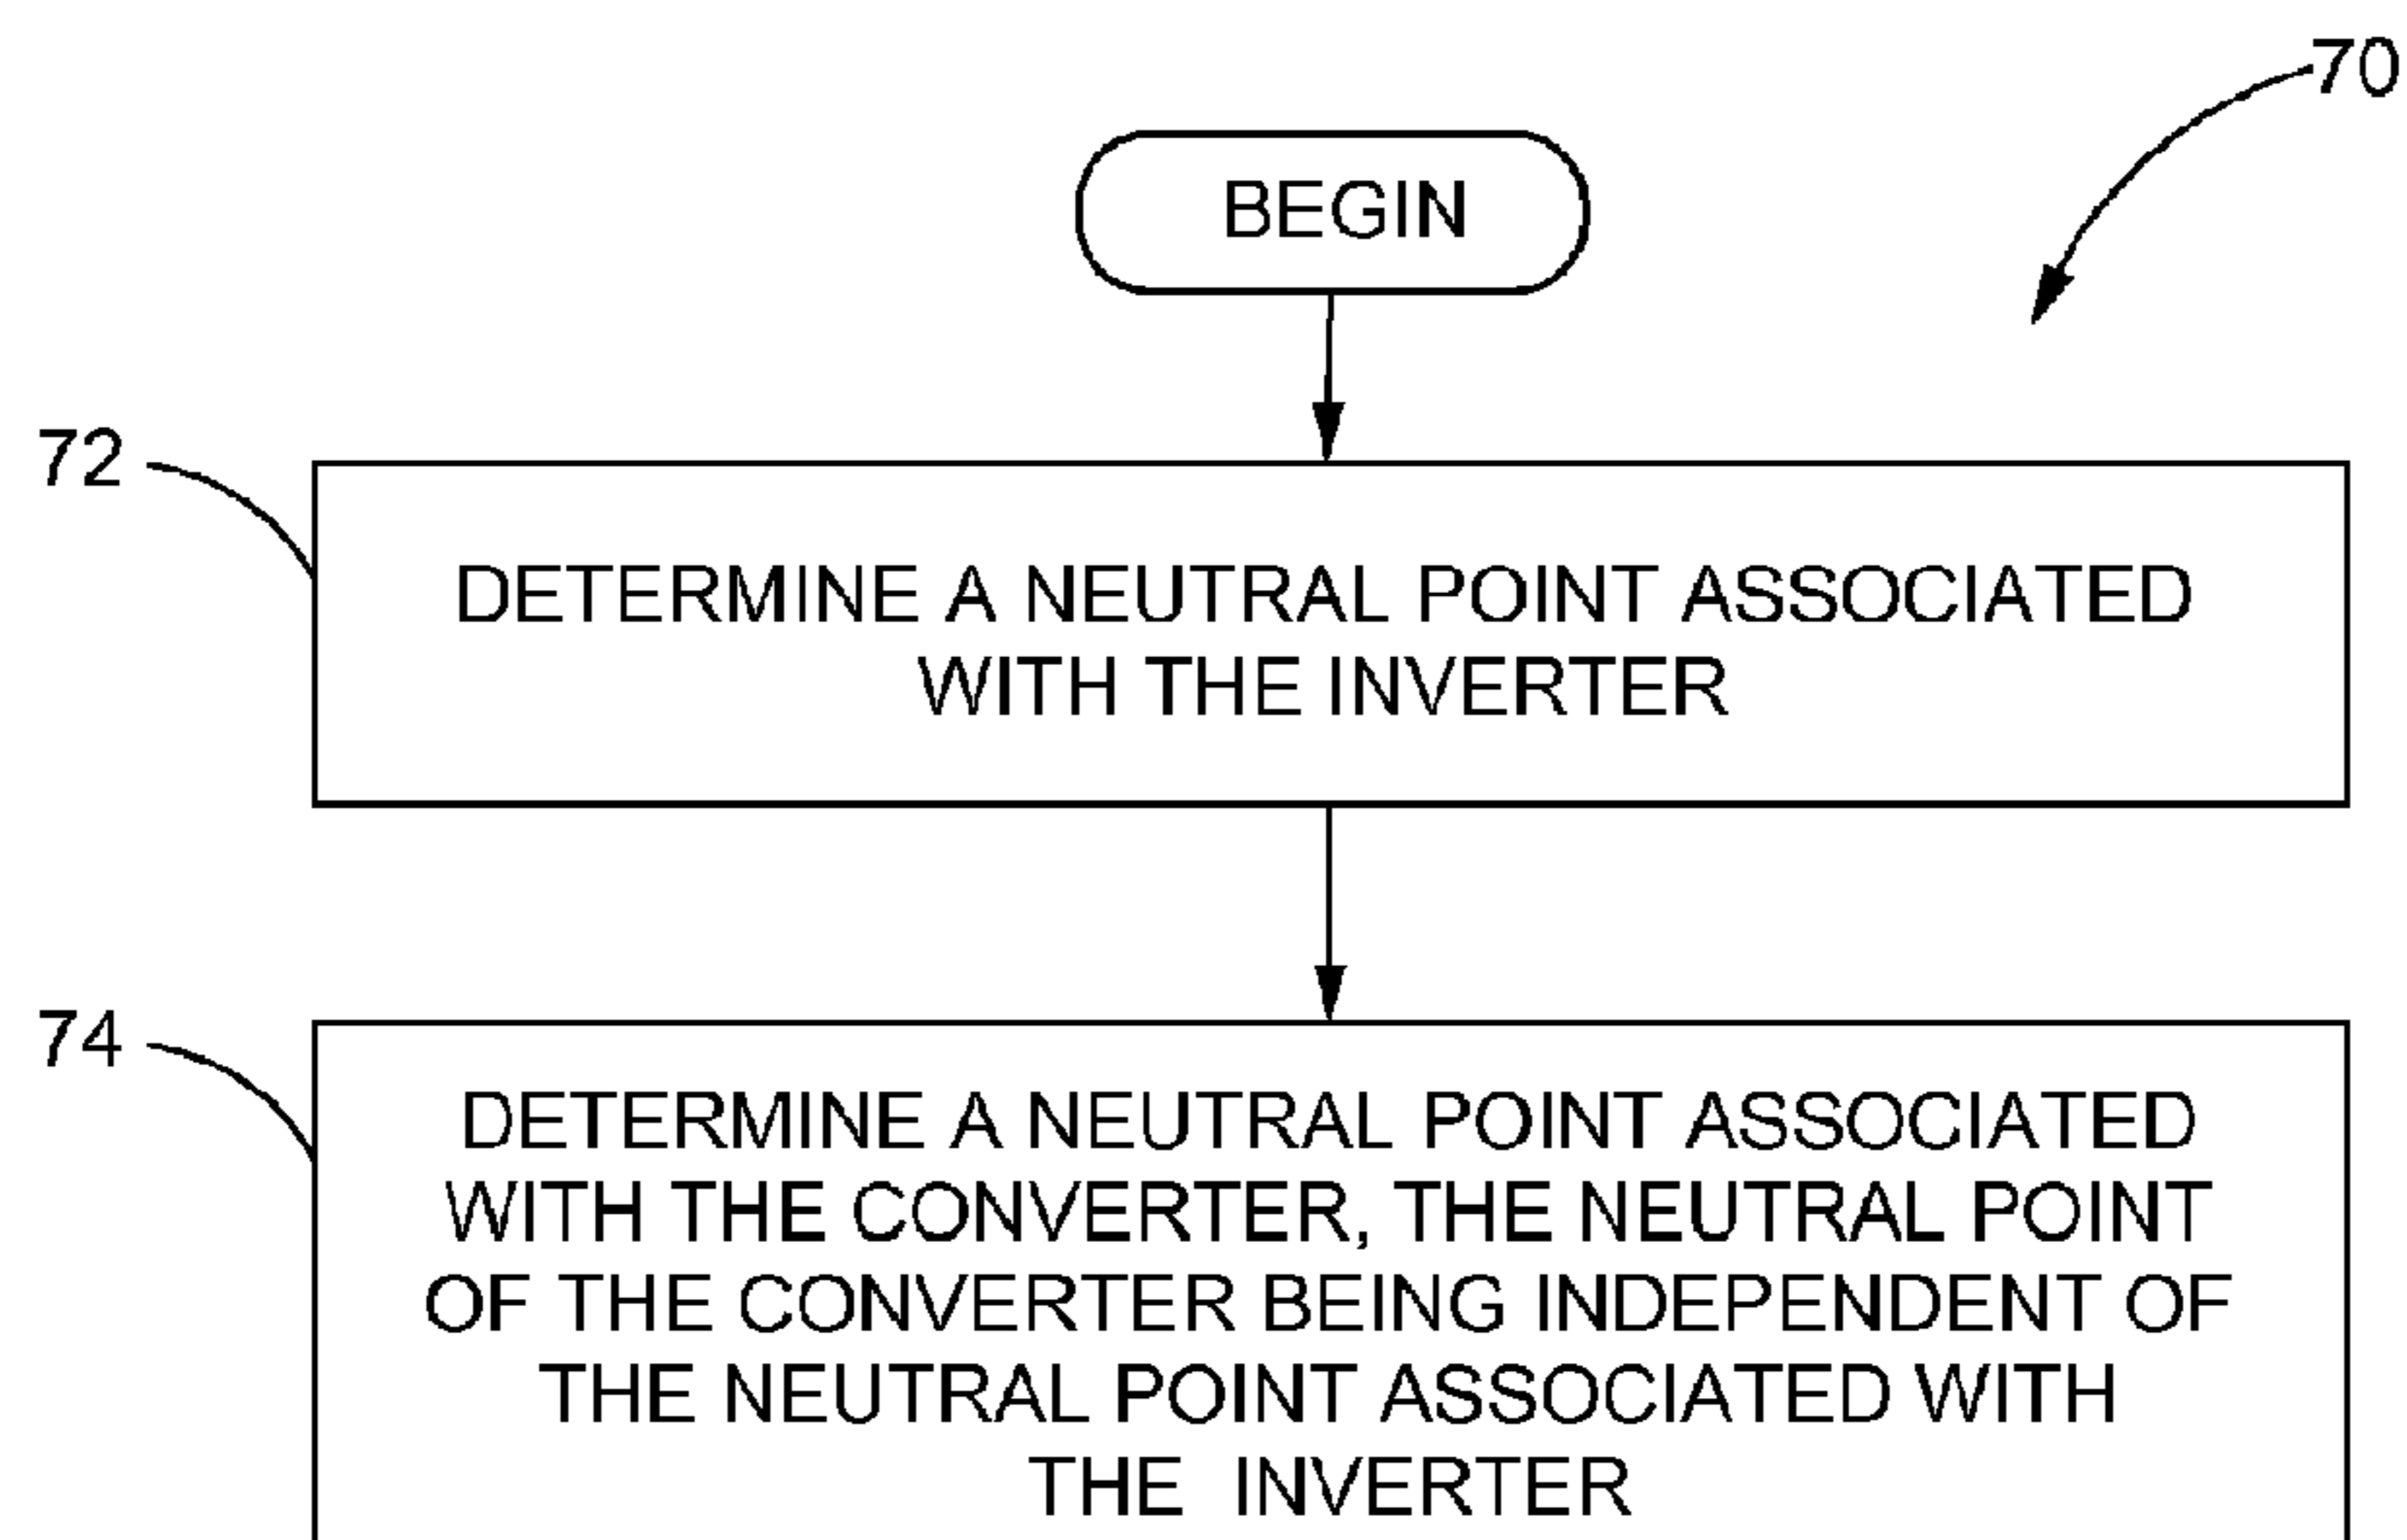 70
BEGIN
72
DETERMINE A NEUTRAL POINT ASSOCIATED
WITH THE INVERTER
74
DETERMINE A NEUTRAL POINT ASSOCIATED
WITH THE CONVERTER, THE NEUTRAL POINT
OF THE CONVERTER BEING INDEPENDENT OF
THE NEUTRAL POINT ASSOCIATED WITH
THE INVERTER